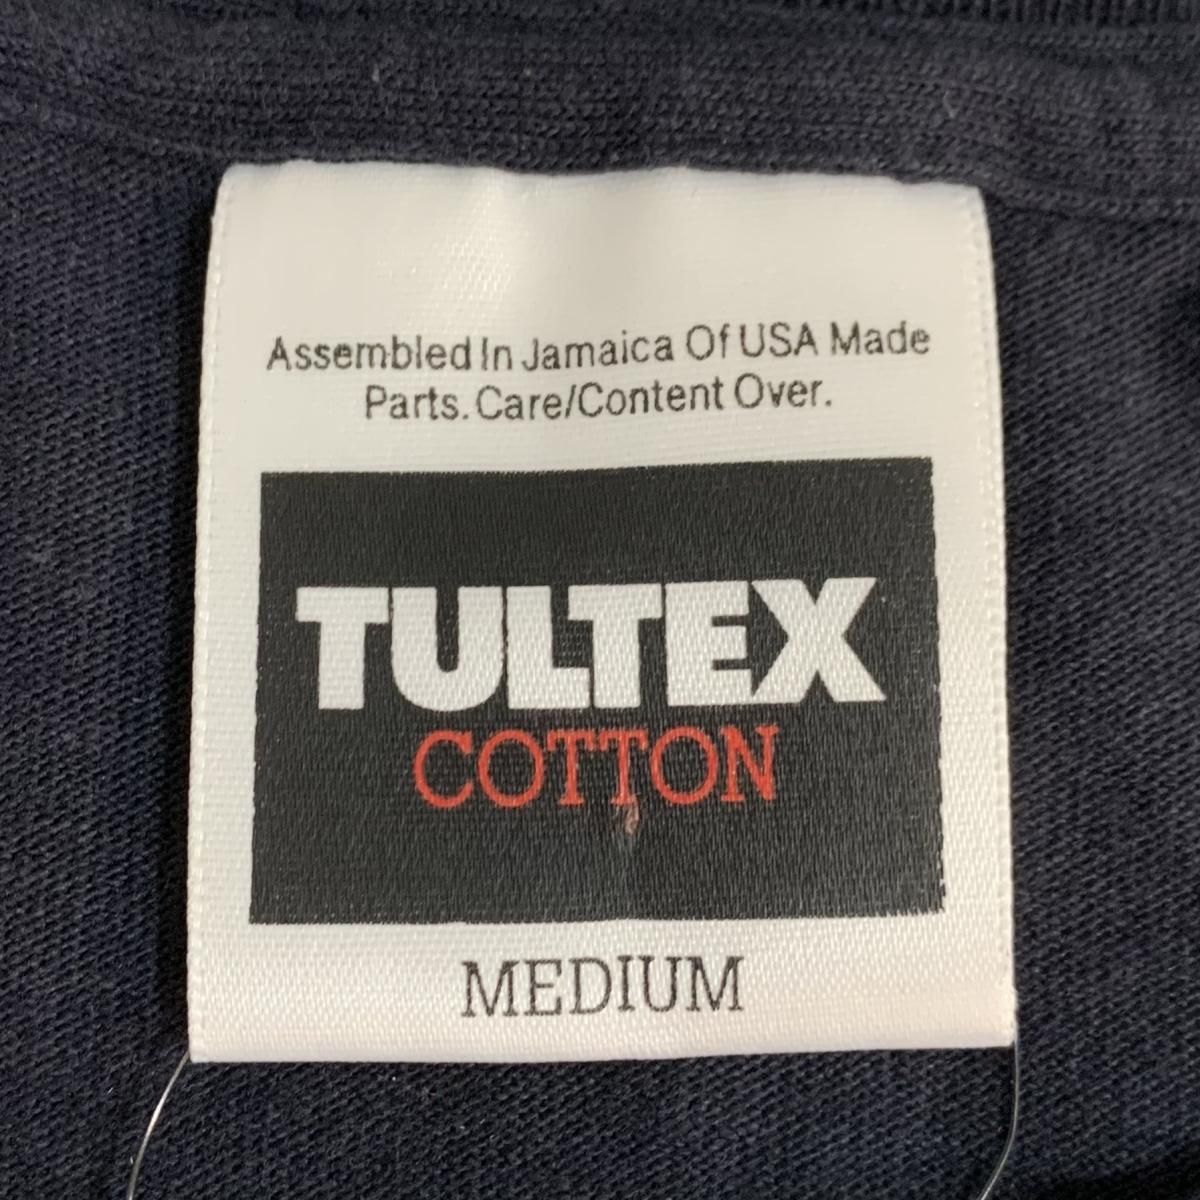 Assembled In Jamaica Of USA Made
Parts. Care/Content Over.
TULTEX
COTTON
MEDIUM